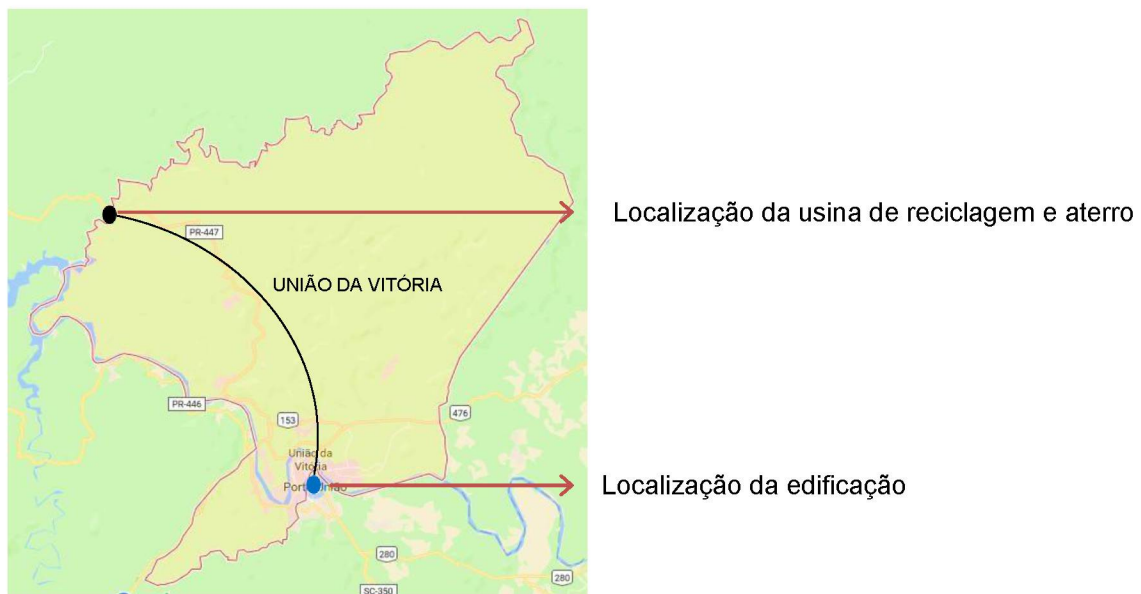 Localização da usina de reciclagem e aterro
PR-447
UNIÃO DA VITÓRIA
PR-446
153
476
União da
Vitória
Localização da edificação
280
280
SC-350